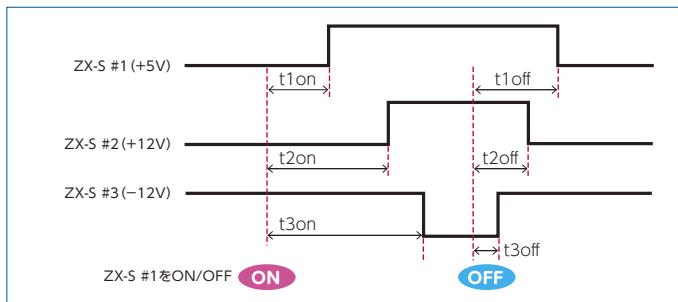 ZX-S #1(+5V)
t1on
t1off
ZX-S #2(+12V)
t2on
t2off
ZX-S #3(−12V)
t3on
t3off
ZX-S #1をON/OFF
ON
OFF